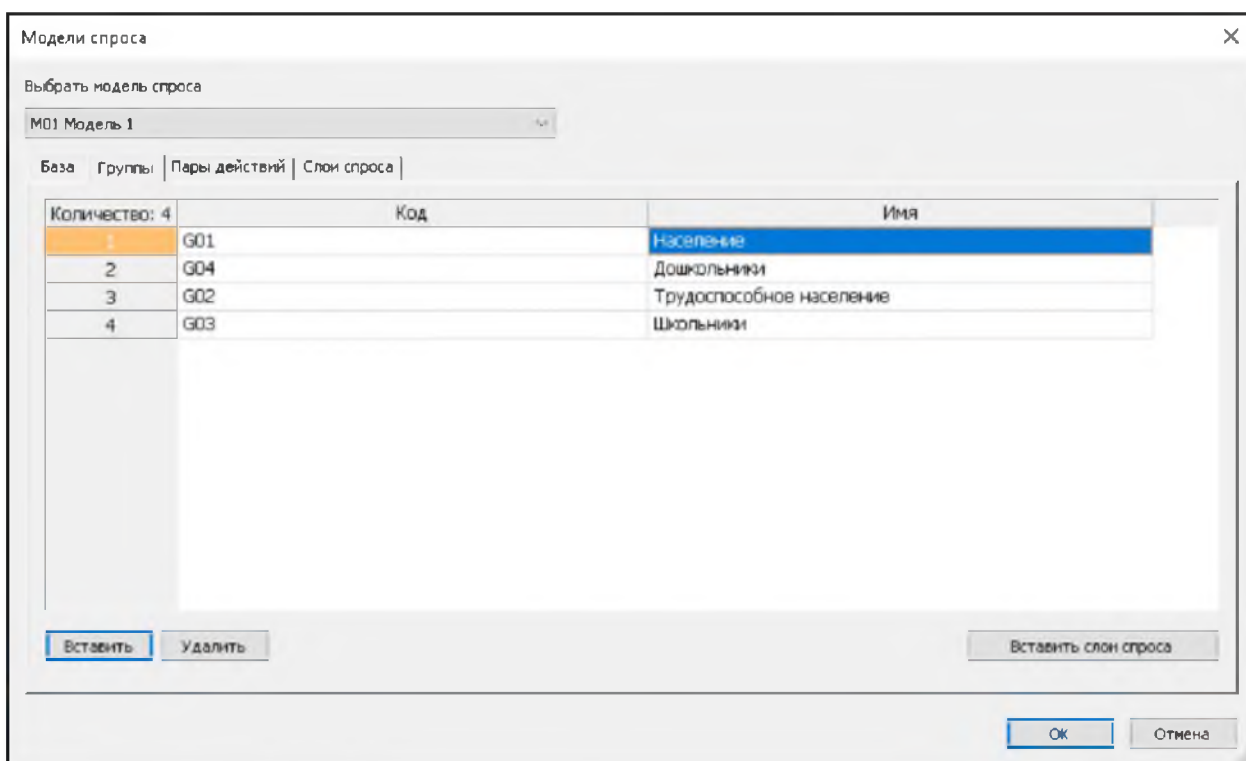 Модели спроса
Выбрать модель спроса
M01 Модель 1
База Группы Пары действий Слои спроса
Количество: 4 Код Имя
1 G01 Население
2 G04 Дошкольники
3 G02 Трудоспособное население
4 G03 Школьники
Вставить Удалить Вставить слои спроса
OK Отмена